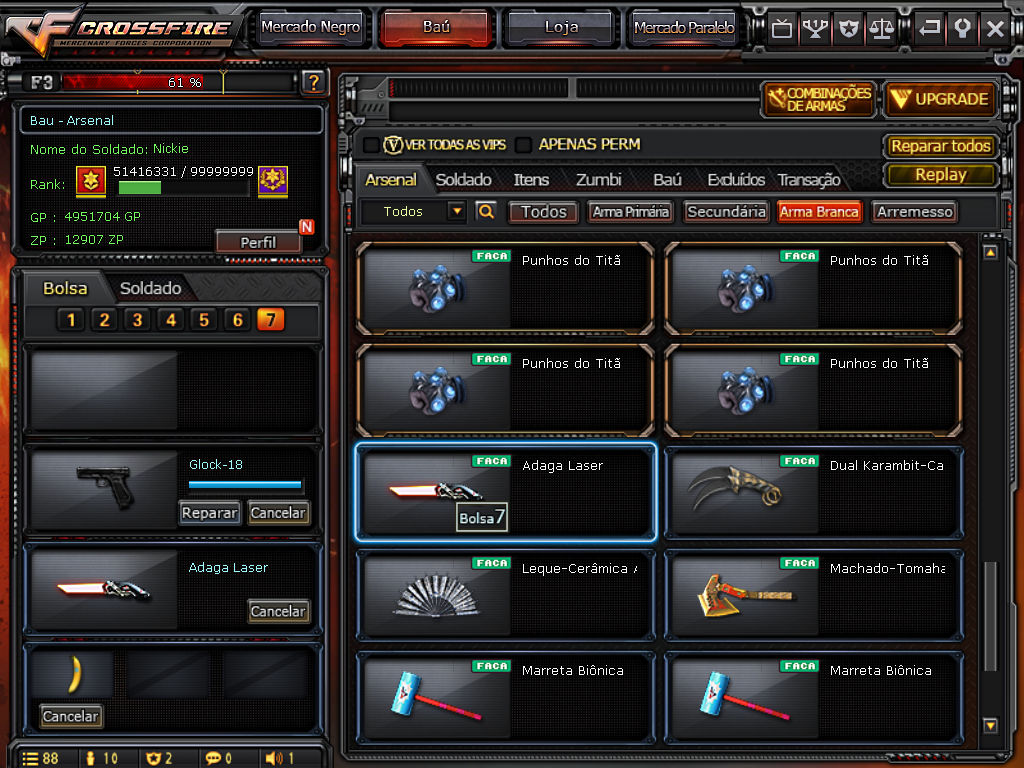 CROSSFIRE
MERCENARY FORCES CORPORATION
Mercado Negro
Baú
Loja
Mercado Paralelo
F3
61 %
?
Bau - Arsenal
Nome do Soldado: Nickie
Rank:
51416331 / 99999999
GP : 4951704 GP
ZP : 12907 ZP
N
Perfil
Bolsa
Soldado
1 2 3 4 5 6 7
Glock-18
Reparar
Cancelar
Adaga Laser
Cancelar
Cancelar
88
10
2
0
1
COMBINAÇÕES
DE ARMAS
UPGRADE
V VER TODAS AS VIPS
APENAS PERM
Reparar todos
Replay
Arsenal
Soldado
Itens
Zumbi
Baú
Excluídos
Transação
Todos
Todos
Arma Primária
Secundária
Arma Branca
Arremesso
FACA
Punhos do Titã
FACA
Punhos do Titã
FACA
Punhos do Titã
FACA
Punhos do Titã
FACA
Adaga Laser
Bolsa7
FACA
Dual Karambit-Ca
FACA
Leque-Cerâmica A
FACA
Machado-Tomaha
FACA
Marreta Biônica
FACA
Marreta Biônica